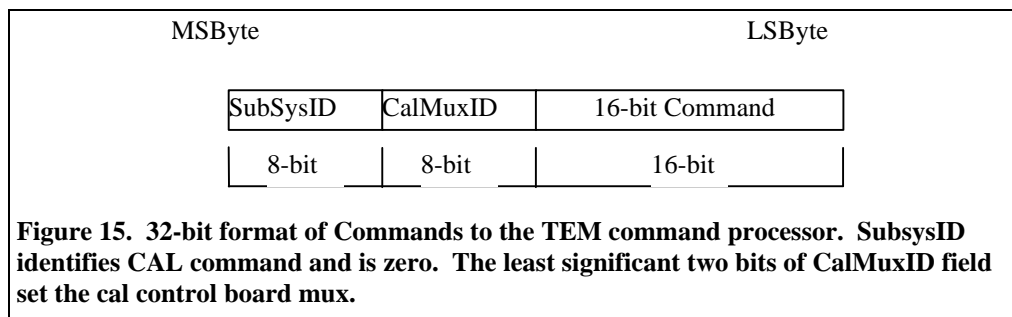 MSByte LSByte
SubSysID CalMuxID 16-bit Command
8-bit 8-bit 16-bit
Figure 15. 32-bit format of Commands to the TEM command processor. SubsysID
identifies CAL command and is zero. The least significant two bits of CalMuxID field
set the cal control board mux.